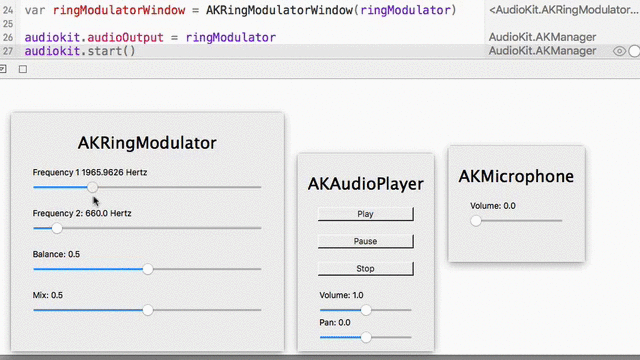 24 var ringModulatorWindow = AKRingModulatorWindow(ringModulator) <AudioKit.AKRingModulator...
26 audiokit.audioOutput = ringModulator AudioKit.AKManager
27 audiokit.start() AudioKit.AKManager
AKRingModulator
Frequency 1 1965.9626 Hertz
Frequency 2: 660.0 Hertz
Balance: 0.5
Mix: 0.5
AKAudioPlayer
Play
Pause
Stop
Volume: 1.0
Pan: 0.0
AKMicrophone
Volume: 0.0